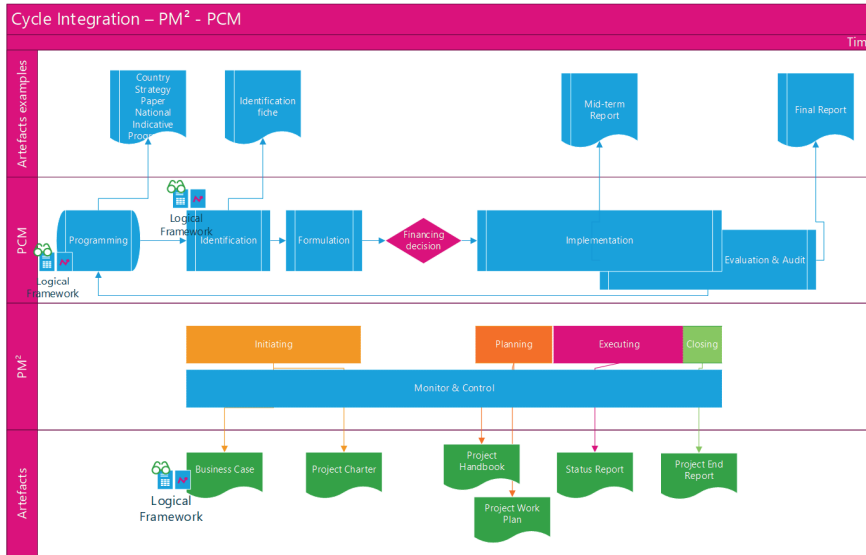 Cycle Integration – PM² - PCM
Tim
Artefacts examples
Country
Strategy
Paper
National
Indicative
Identification
fiche
Mid-term
Report
Final Report
PCM
Programming
Logical
Framework
Identification
Logical
Framework
Formulation
Financing
decision
Implementation
Evaluation & Audit
PM²
Initiating
Planning
Executing
Closing
Monitor & Control
Artefacts
Logical
Framework
Business Case
Project Charter
Project
Handbook
Project Work
Plan
Status Report
Project End
Report